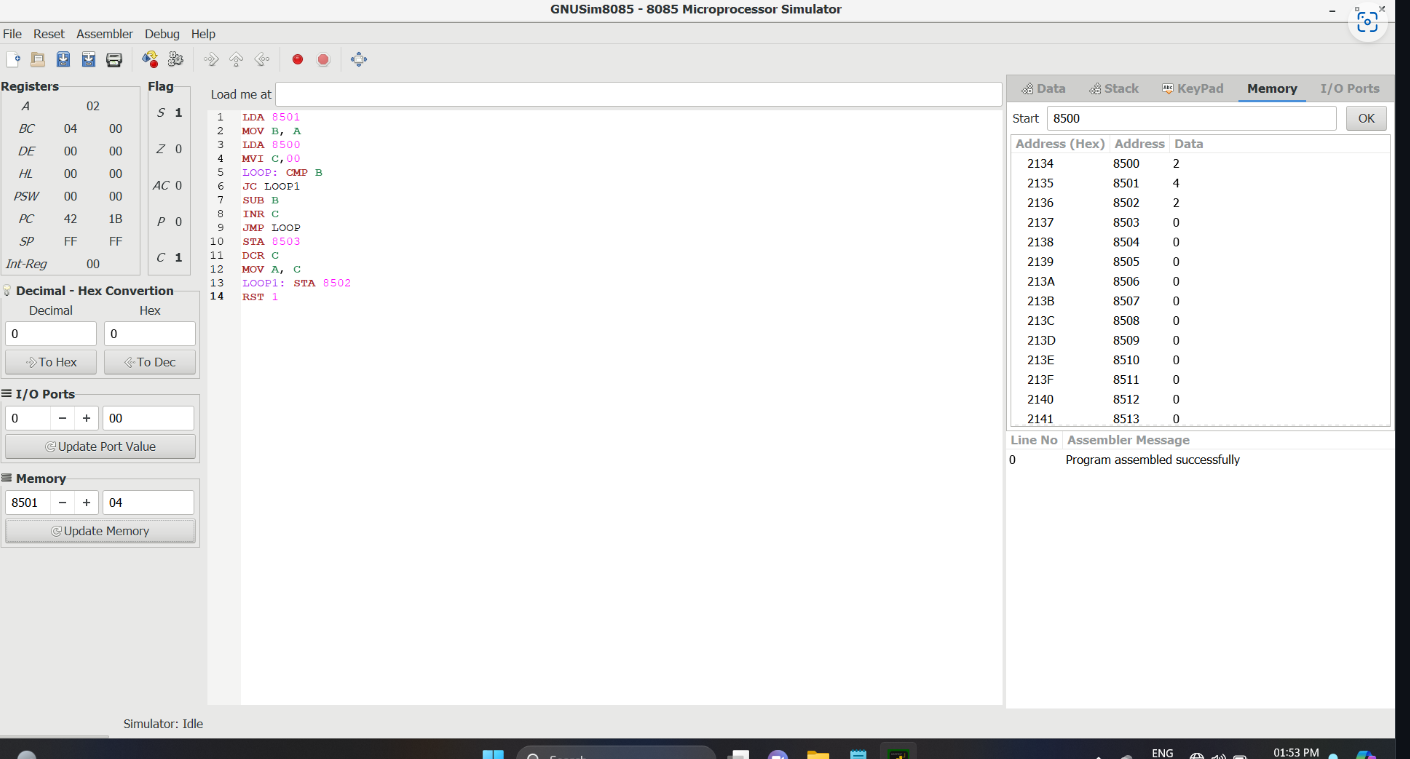 GNUSim8085 - 8085 Microprocessor Simulator
File Reset Assembler Debug Help
Registers
A 02
BC 04 00
DE 00 00
HL 00 00
PSW 00 00
PC 42 1B
SP FF FF
Int-Reg 00
Flag
S 1
Z 0
AC 0
P 0
C 1
Decimal - Hex Convertion
Decimal Hex
0 0
To Hex To Dec
I/O Ports
0 - + 00
Update Port Value
Memory
8501 - + 04
Update Memory
Load me at
1 LDA 8501
2 MOV B, A
3 LDA 8500
4 MVI C,00
5 LOOP: CMP B
6 JC LOOP1
7 SUB B
8 INR C
9 JMP LOOP
10 STA 8503
11 DCR C
12 MOV A, C
13 LOOP1: STA 8502
14 RST 1
Data Stack KeyPad Memory I/O Ports
Start 8500 OK
Address (Hex) Address Data
2134 8500 2
2135 8501 4
2136 8502 2
2137 8503 0
2138 8504 0
2139 8505 0
213A 8506 0
213B 8507 0
213C 8508 0
213D 8509 0
213E 8510 0
213F 8511 0
2140 8512 0
2141 8513 0
Line No Assembler Message
0 Program assembled successfully
Simulator: Idle
ENG
01:53 PM